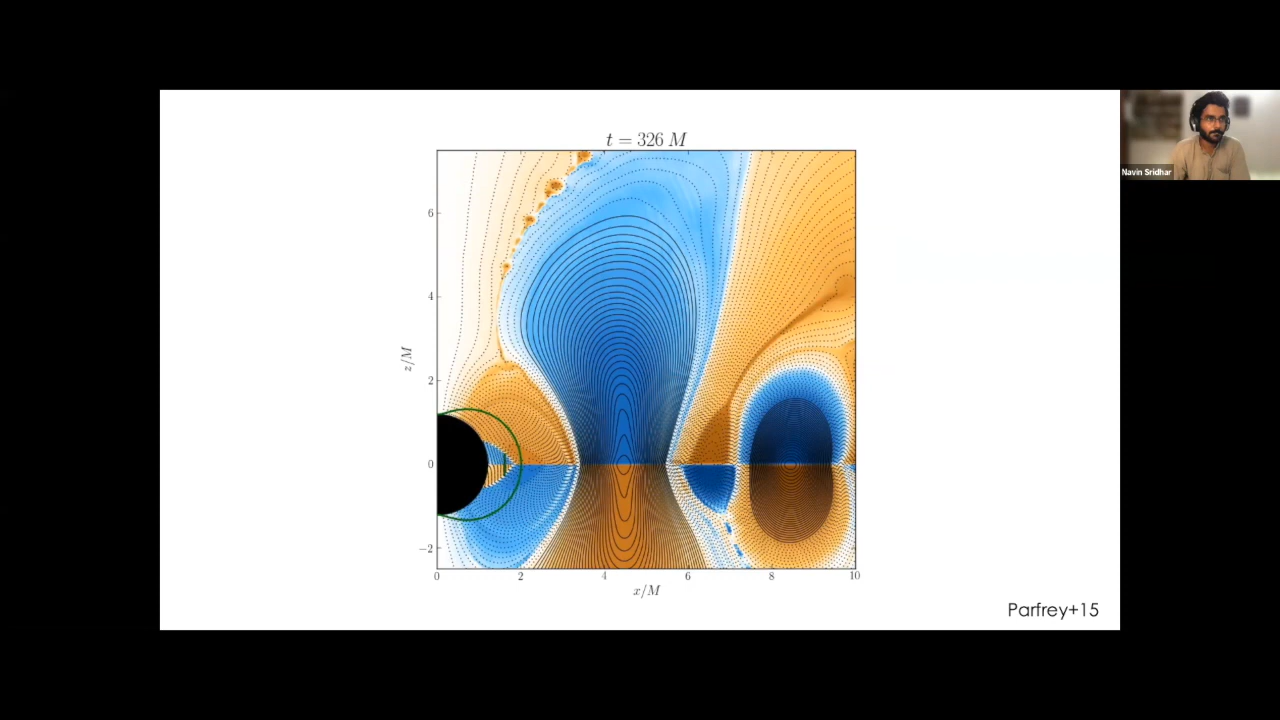 t = 326 M
6
4
2
0
−2
z/M
0 2 4 6 8 10
x/M
Parfrey+15
Navin Sridhar